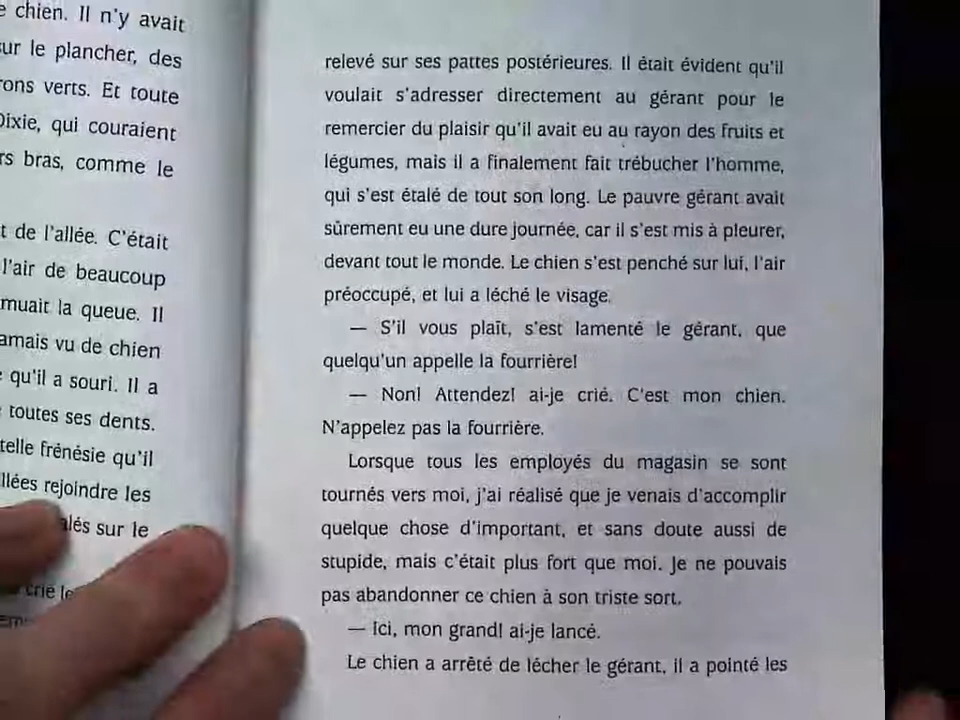 e chien. Il n'y avait
sur le plancher, des
rons verts. Et toute
Dixie, qui couraient
rs bras, comme le
t de l'allée. C'était
l'air de beaucoup
muait la queue. Il
amais vu de chien
qu'il a souri. Il a
toutes ses dents.
telle frénésie qu'il
llées rejoindre les
alés sur le
crié le
relevé sur ses pattes postérieures. Il était évident qu'il
voulait s'adresser directement au gérant pour le
remercier du plaisir qu'il avait eu au rayon des fruits et
légumes, mais il a finalement fait trébucher l'homme,
qui s'est étalé de tout son long. Le pauvre gérant avait
sûrement eu une dure journée, car il s'est mis à pleurer,
devant tout le monde. Le chien s'est penché sur lui, l'air
préoccupé, et lui a léché le visage.
— S'il vous plaît, s'est lamenté le gérant, que
quelqu'un appelle la fourrière!
— Non! Attendez! ai-je crié. C'est mon chien.
N'appelez pas la fourrière.
Lorsque tous les employés du magasin se sont
tournés vers moi, j'ai réalisé que je venais d'accomplir
quelque chose d'important, et sans doute aussi de
stupide, mais c'était plus fort que moi. Je ne pouvais
pas abandonner ce chien à son triste sort.
— Ici, mon grand! ai-je lancé.
Le chien a arrêté de lécher le gérant, il a pointé les